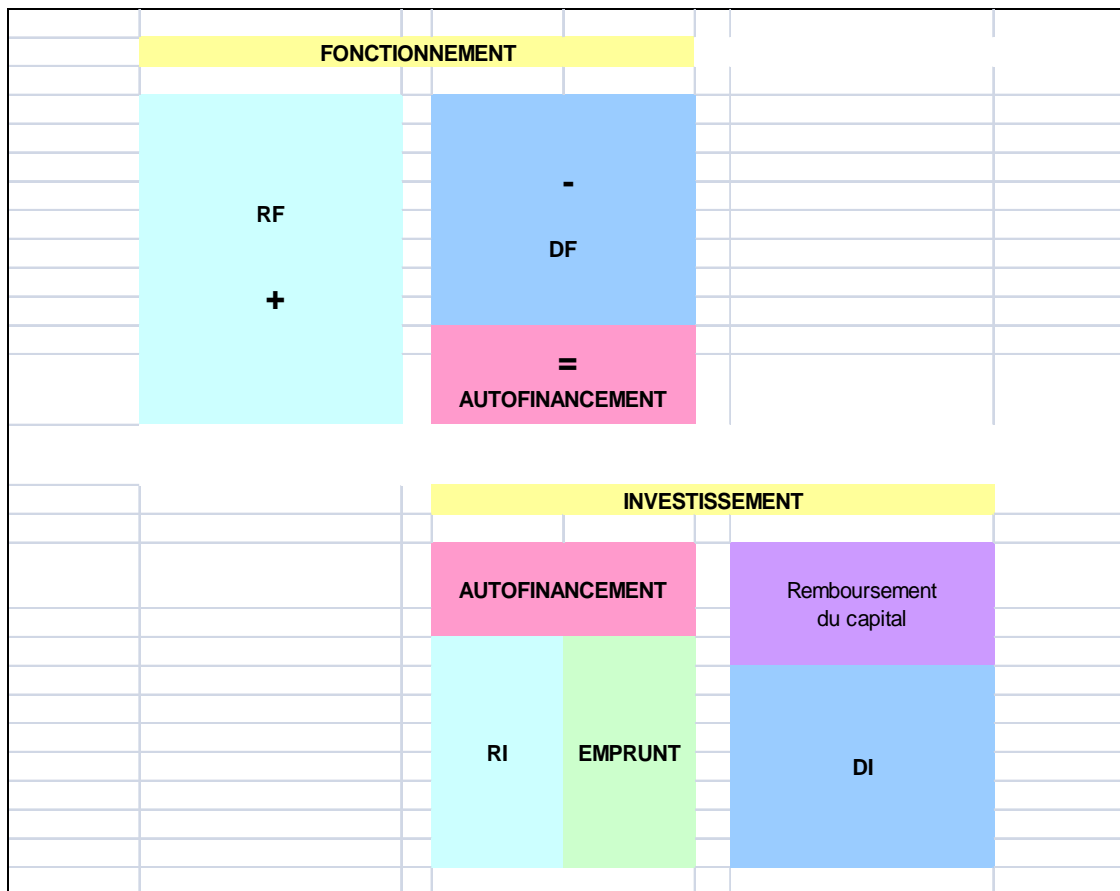 FONCTIONNEMENT
RF
+
-
DF
=
AUTOFINANCEMENT
INVESTISSEMENT
AUTOFINANCEMENT
Remboursement
du capital
RI
EMPRUNT
DI